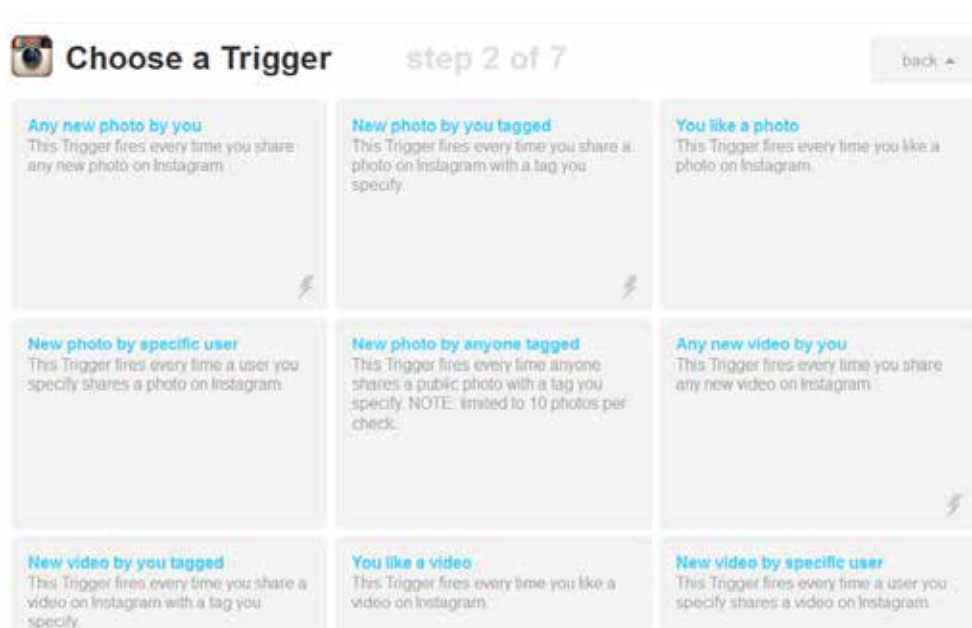 Choose a Trigger step 2 of 7 back
Any new photo by you
This Trigger fires every time you share
any new photo on Instagram.
New photo by you tagged
This Trigger fires every time you share a
photo on Instagram with a tag you
specify.
You like a photo
This Trigger fires every time you like a
photo on Instagram.
New photo by specific user
This Trigger fires every time a user you
specify shares a photo on Instagram.
New photo by anyone tagged
This Trigger fires every time anyone
shares a public photo with a tag you
specify. NOTE: limited to 10 photos per
check.
Any new video by you
This Trigger fires every time you share
any new video on Instagram.
New video by you tagged
This Trigger fires every time you share a
video on Instagram with a tag you
specify.
You like a video
This Trigger fires every time you like a
video on Instagram.
New video by specific user
This Trigger fires every time a user you
specify shares a video on Instagram.